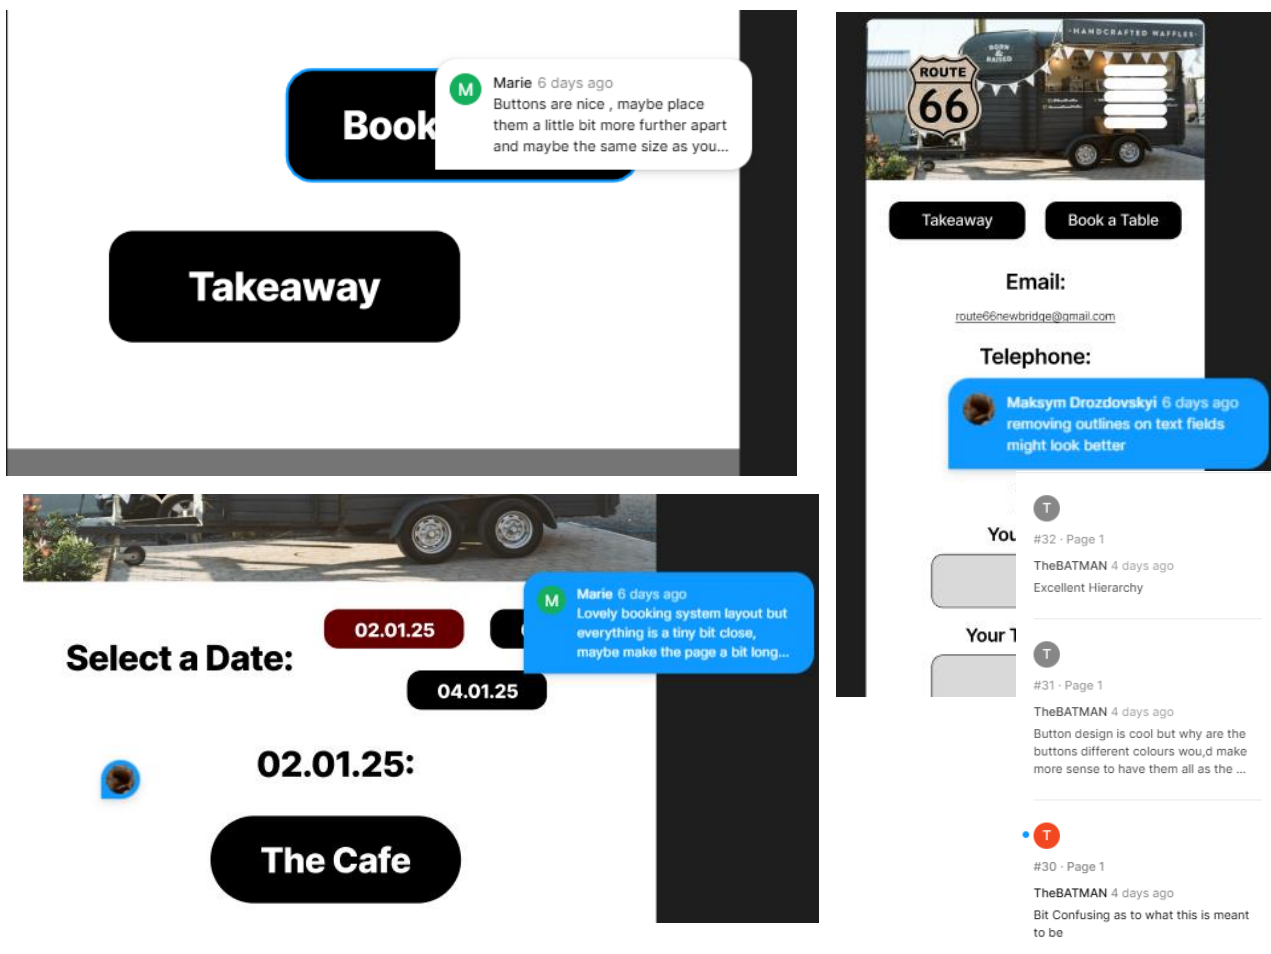 Book
Marie 6 days ago
Buttons are nice , maybe place
them a little bit more further apart
and maybe the same size as you...
M
Takeaway
HANDCRAFTED WAFFLES
BORN
&
RAISED
ROUTE
66
Takeaway
Book a Table
Email:
route66newbridge@gmail.com
Telephone:
Maksym Drozdovskyi 6 days ago
removing outlines on text fields
might look better
You
Your T
Select a Date:
02.01.25
04.01.25
M
Marie 6 days ago
Lovely booking system layout but
everything is a tiny bit close,
maybe make the page a bit long...
02.01.25:
The Cafe
T
#32 · Page 1
TheBATMAN 4 days ago
Excellent Hierarchy
T
#31 · Page 1
TheBATMAN 4 days ago
Button design is cool but why are the
buttons different colours wou,d make
more sense to have them all as the ...
T
#30 · Page 1
TheBATMAN 4 days ago
Bit Confusing as to what this is meant
to be